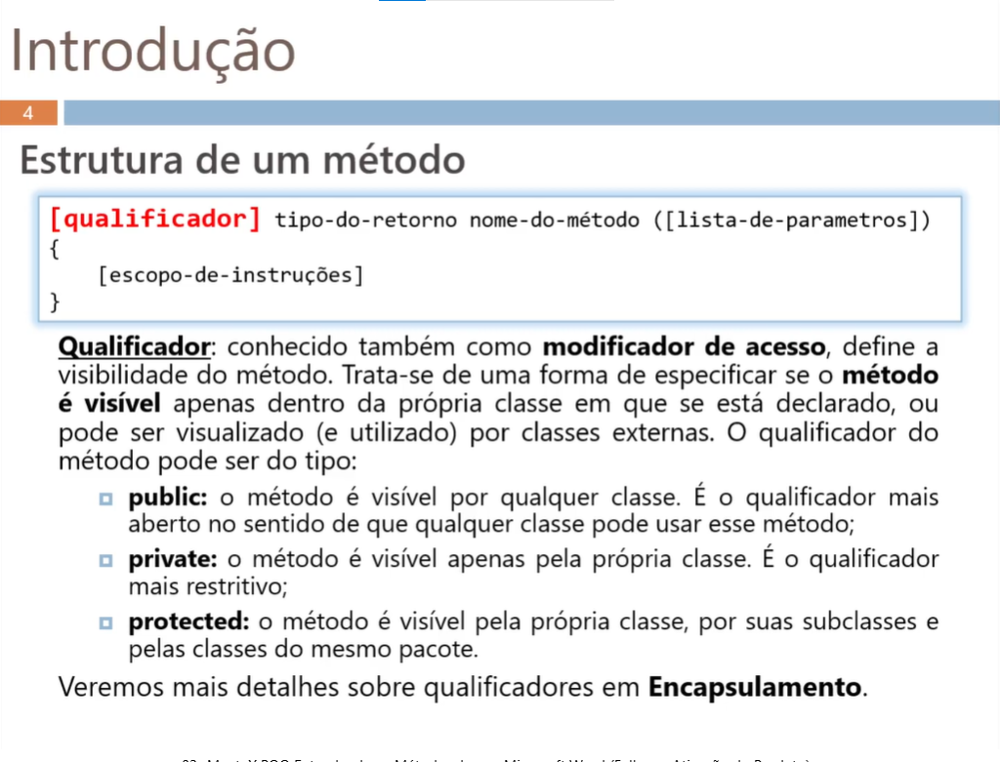 Introdução
4
Estrutura de um método
[qualificador] tipo-do-retorno nome-do-método ([lista-de-parametros])
{
[escopo-de-instruções]
}
Qualificador: conhecido também como modificador de acesso, define a
visibilidade do método. Trata-se de uma forma de especificar se o método
é visível apenas dentro da própria classe em que se está declarado, ou
pode ser visualizado (e utilizado) por classes externas. O qualificador do
método pode ser do tipo:
public: o método é visível por qualquer classe. É o qualificador mais
aberto no sentido de que qualquer classe pode usar esse método;
private: o método é visível apenas pela própria classe. É o qualificador
mais restritivo;
protected: o método é visível pela própria classe, por suas subclasses e
pelas classes do mesmo pacote.
Veremos mais detalhes sobre qualificadores em Encapsulamento.